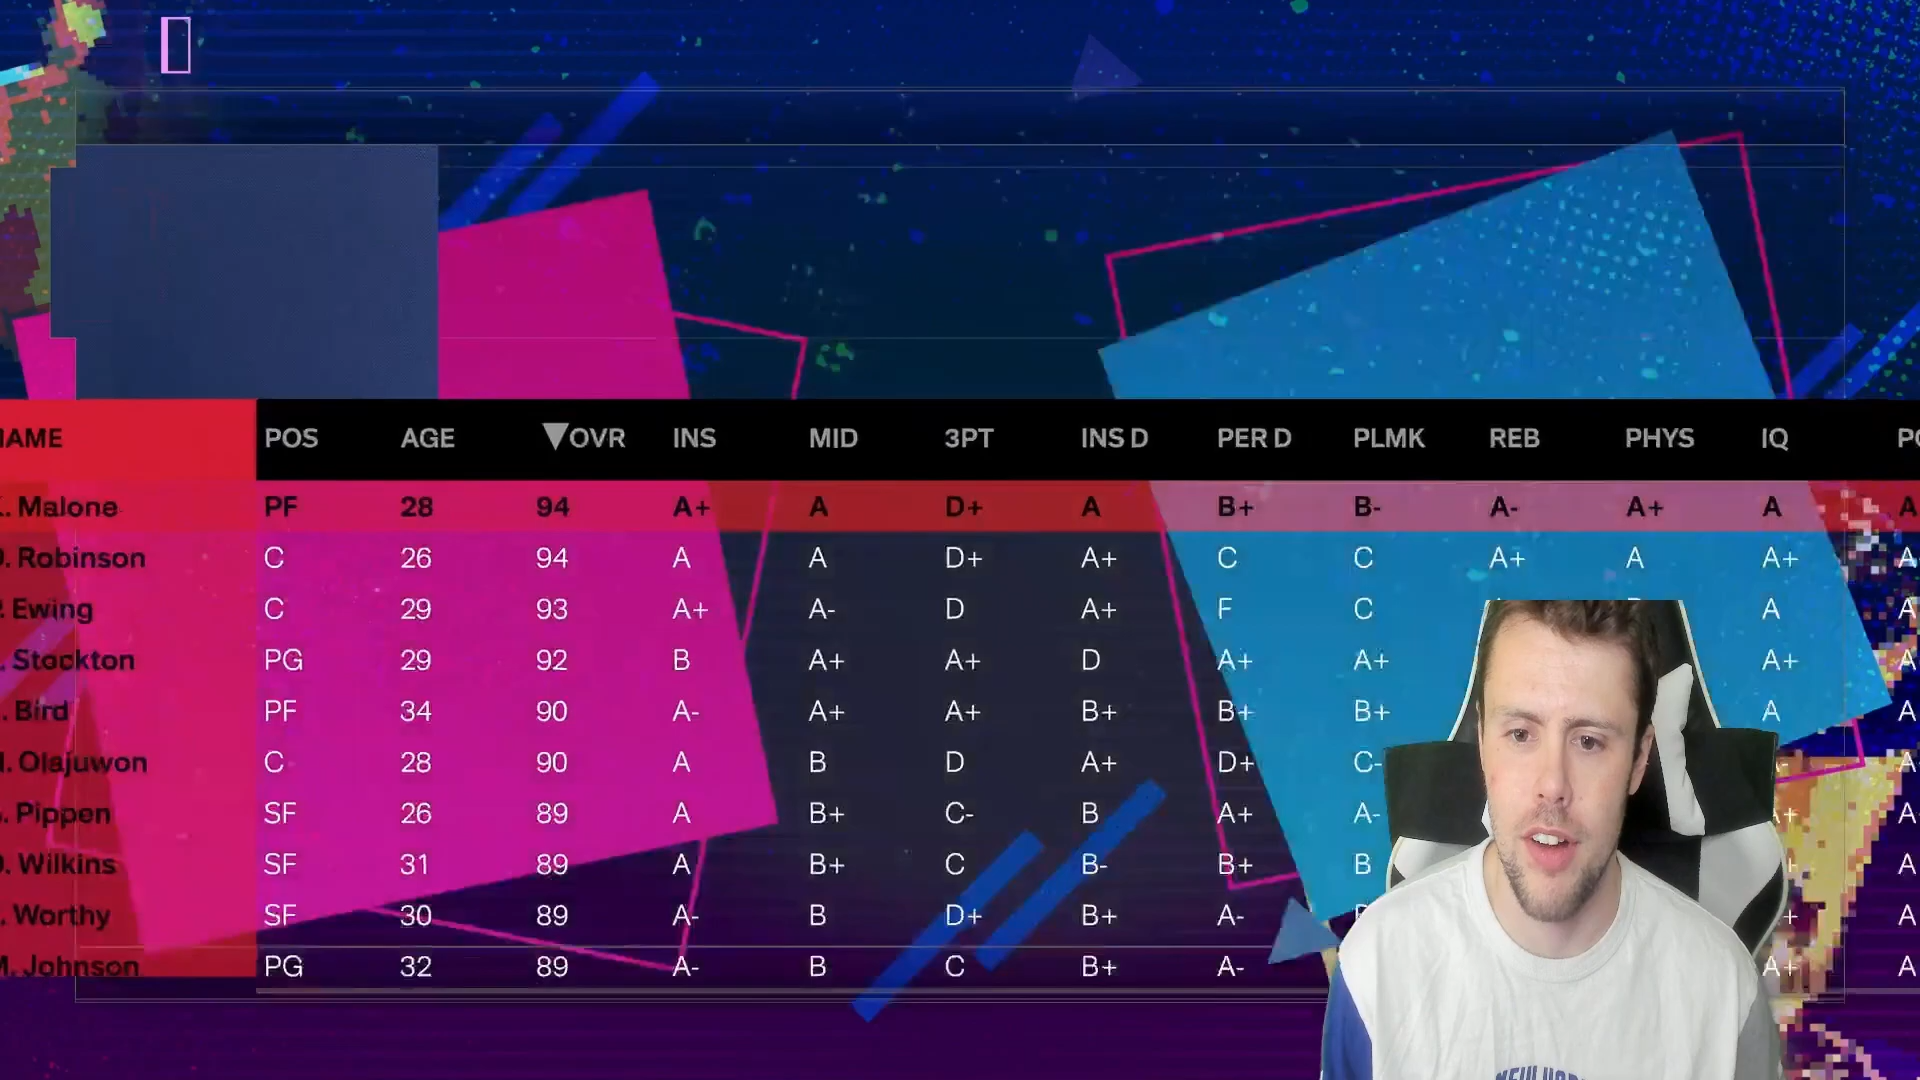 NAME POS AGE ▼OVR INS MID 3PT INS D PER D PLMK REB PHYS IQ
K. Malone PF 28 94 A+ A D+ A B+ B- A- A+ A A
D. Robinson C 26 94 A A D+ A+ C C A+ A A+ A
P. Ewing C 29 93 A+ A- D A+ F C A A
. Stockton PG 29 92 B A+ A+ D A+ A+ A+ A
. Bird PF 34 90 A- A+ A+ B+ B+ B+ A A
H. Olajuwon C 28 90 A B D A+ D+ C- A
. Pippen SF 26 89 A B+ C- B A+ A- A
D. Wilkins SF 31 89 A B+ C B- B+ B A
. Worthy SF 30 89 A- B D+ B+ A- A
M. Johnson PG 32 89 A- B C B+ A- A+ A